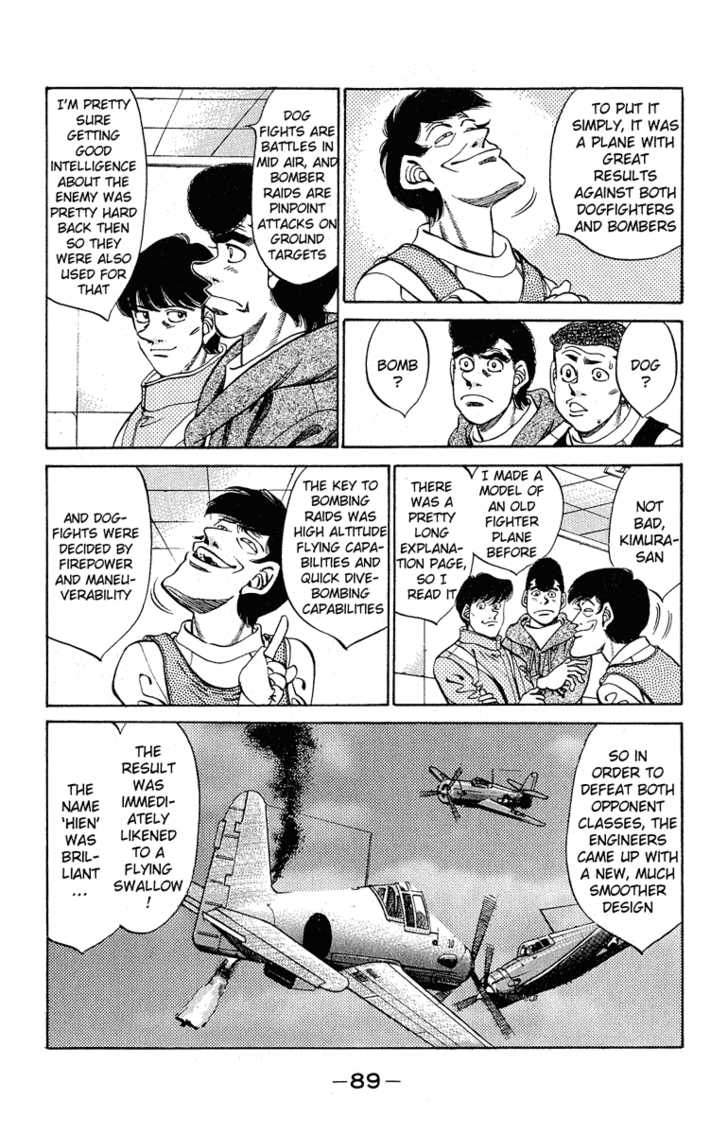 TO PUT IT
SIMPLY, IT WAS
A PLANE WITH
GREAT
RESULTS
AGAINST BOTH
DOGFIGHTERS
AND BOMBERS
DOG
?
BOMB
?
DOG
FIGHTS ARE
BATTLES IN
MID AIR, AND
BOMBER
RAIDS ARE
PINPOINT
ATTACKS ON
GROUND
TARGETS
I'M PRETTY
SURE
GETTING
GOOD
INTELLIGENCE
ABOUT THE
ENEMY WAS
PRETTY HARD
BACK THEN
SO THEY
WERE ALSO
USED FOR
THAT
NOT
BAD,
KIMURA-
SAN
I MADE A
MODEL OF
AN OLD
FIGHTER
PLANE
BEFORE
THERE
WAS A
PRETTY
LONG
EXPLANA-
TION PAGE,
SO I
READ IT
THE KEY TO
BOMBING
RAIDS WAS
HIGH ALTITUDE
FLYING CAPA-
BILITIES AND
QUICK DIVE-
BOMBING
CAPABILITIES
AND DOG-
FIGHTS WERE
DECIDED BY
FIREPOWER
AND MANEU-
VERABILITY
SO IN
ORDER TO
DEFEAT BOTH
OPPONENT
CLASSES, THE
ENGINEERS
CAME UP WITH
A NEW, MUCH
SMOOTHER
DESIGN
THE
RESULT
WAS
IMMEDI-
ATELY
LIKENED
TO A
FLYING
SWALLOW
!
THE
NAME
'HIEN'
WAS
BRIL-
LIANT
...
—89—